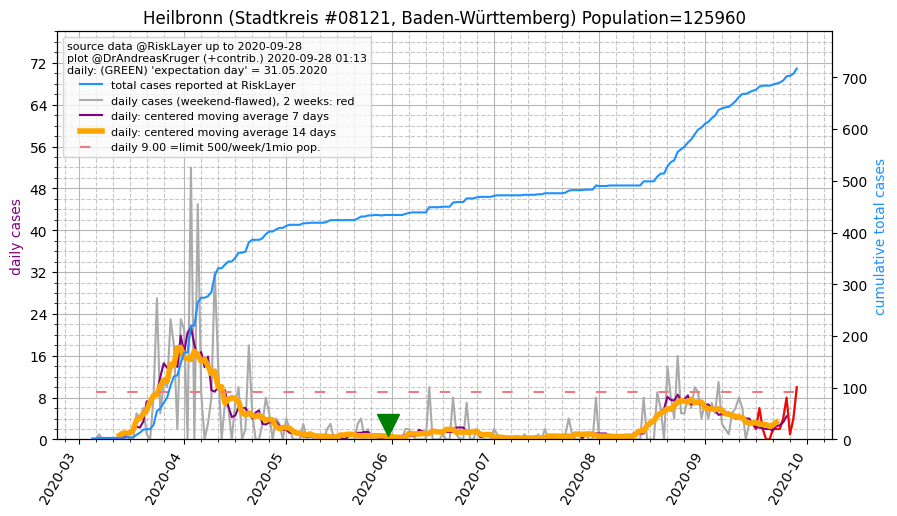 Heilbronn (Stadtkreis #08121, Baden-Württemberg) Population=125960
source data @RiskLayer up to 2020-09-28
plot @DrAndreasKruger (+contrib.) 2020-09-28 01:13
daily: (GREEN) 'expectation day' = 31.05.2020
total cases reported at RiskLayer
daily cases (weekend-flawed), 2 weeks: red
daily: centered moving average 7 days
daily: centered moving average 14 days
daily 9.00 =limit 500/week/1mio pop.
daily cases
72
64
56
48
40
32
24
16
8
0
cumulative total cases
700
600
500
400
300
200
100
0
2020-03
2020-04
2020-05
2020-06
2020-07
2020-08
2020-09
2020-10